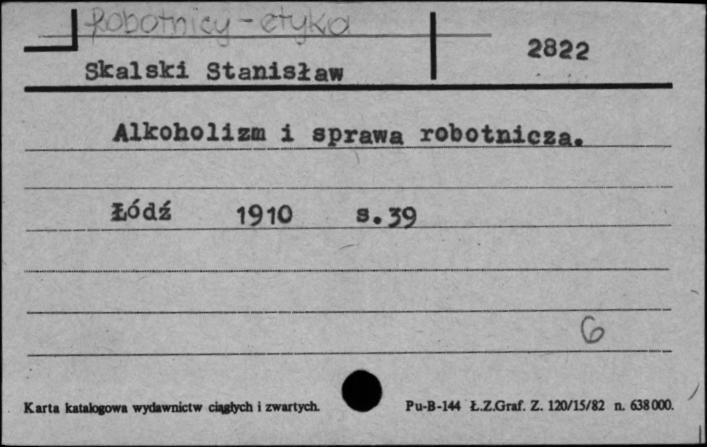 Robotnicy - etyka
2822
Skalski Stanisław
Alkoholizm i sprawa robotnicza.
Łódź 1910 s.39
6
Karta katalogowa wydawnictw ciągłych i zwartych.
Pu-B-144 Ł.Z.Graf. Z. 120/15/82 n. 638000.